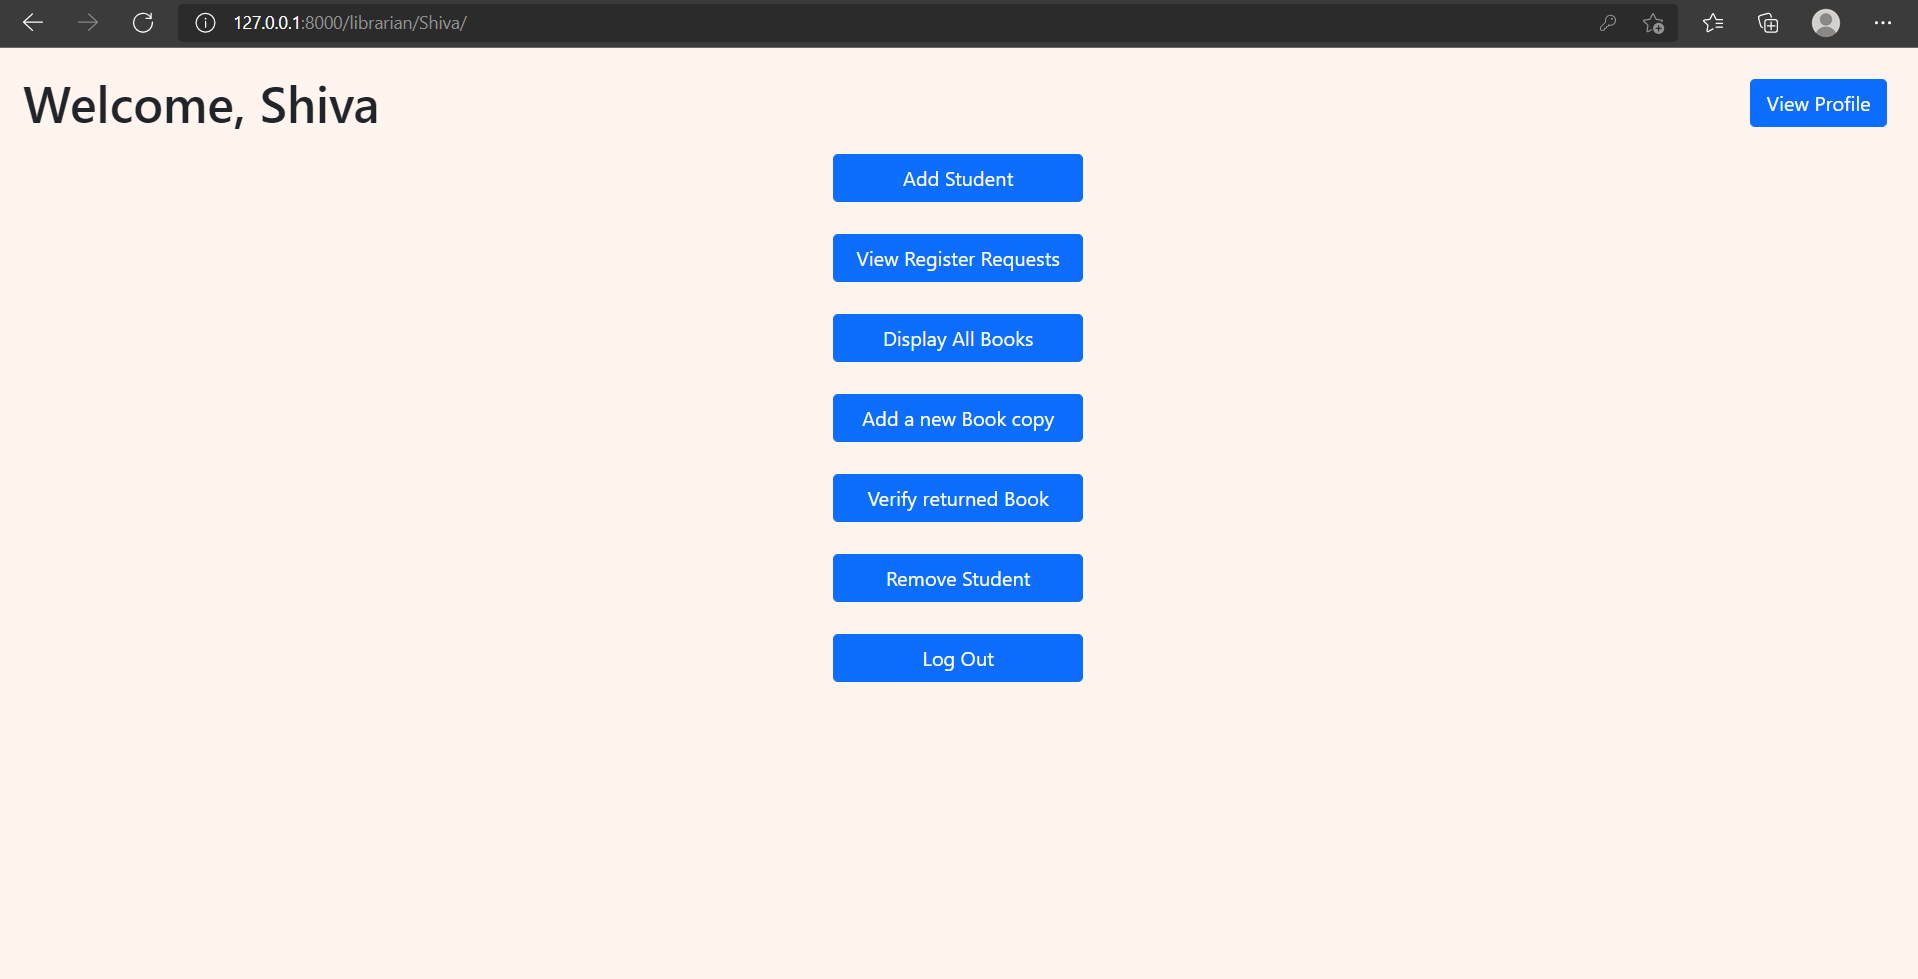 127.0.0.1:8000/librarian/Shiva/
Welcome, Shiva
View Profile
Add Student
View Register Requests
Display All Books
Add a new Book copy
Verify returned Book
Remove Student
Log Out